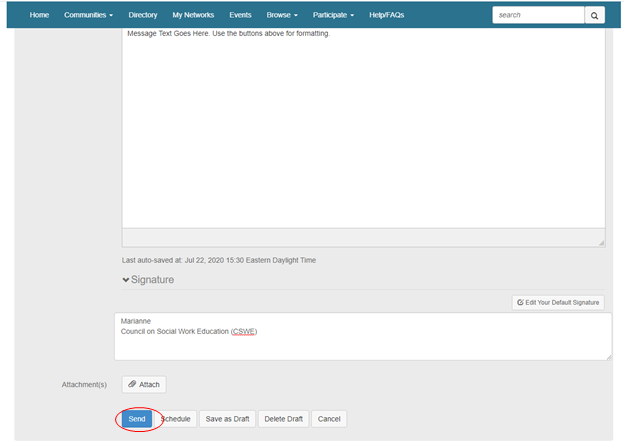 Home Communities Directory My Networks Events Browse Participate Help/FAQs search
Message Text Goes Here. Use the buttons above for formatting.
Last auto-saved at: Jul 22, 2020 15:30 Eastern Daylight Time
Signature
Edit Your Default Signature
Marianne
Council on Social Work Education (CSWE)
Attachment(s) Attach
Send Schedule Save as Draft Delete Draft Cancel